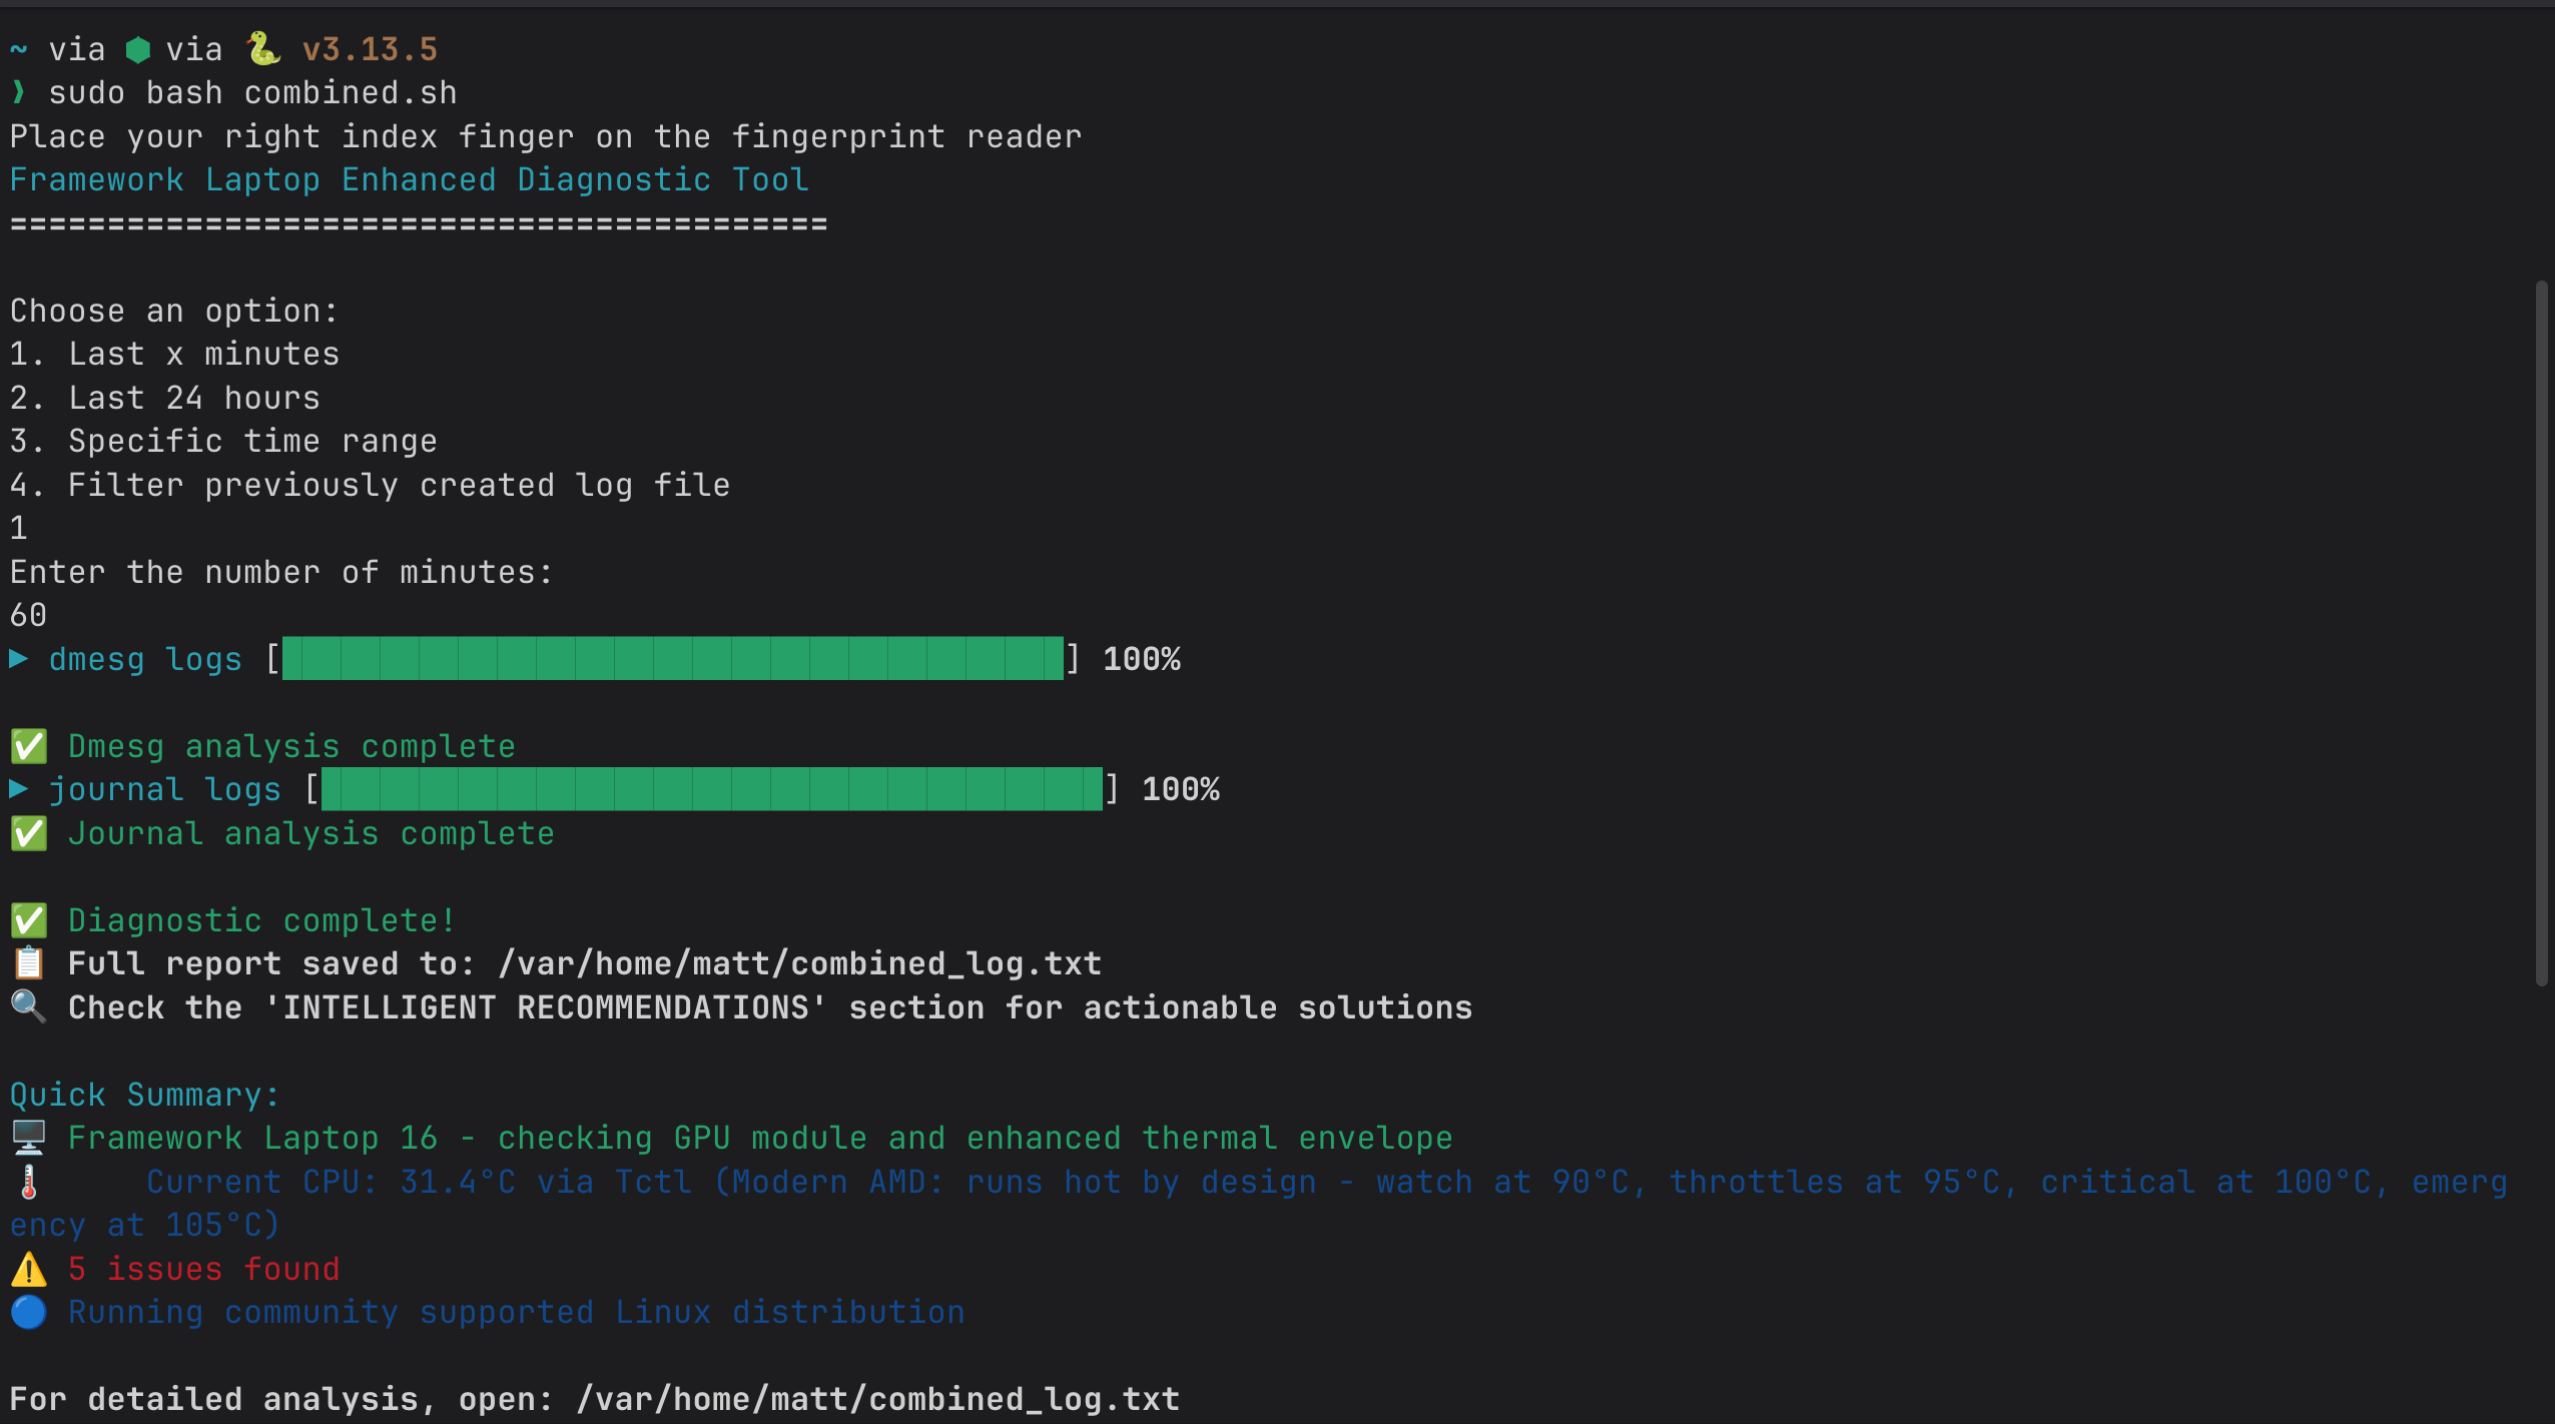 ~ via ⬢ via 🐍 v3.13.5
❯ sudo bash combined.sh
Place your right index finger on the fingerprint reader
Framework Laptop Enhanced Diagnostic Tool
==========================================
Choose an option:
1. Last x minutes
2. Last 24 hours
3. Specific time range
4. Filter previously created log file
1
Enter the number of minutes:
60
▶ dmesg logs [████████████████████████████████████████] 100%
✅ Dmesg analysis complete
▶ journal logs [████████████████████████████████████████] 100%
✅ Journal analysis complete
✅ Diagnostic complete!
📋 Full report saved to: /var/home/matt/combined_log.txt
🔍 Check the 'INTELLIGENT RECOMMENDATIONS' section for actionable solutions
Quick Summary:
🖥️ Framework Laptop 16 - checking GPU module and enhanced thermal envelope
🌡️ Current CPU: 31.4°C via Tctl (Modern AMD: runs hot by design - watch at 90°C, throttles at 95°C, critical at 100°C, emerg
ency at 105°C)
⚠️ 5 issues found
🔵 Running community supported Linux distribution
For detailed analysis, open: /var/home/matt/combined_log.txt